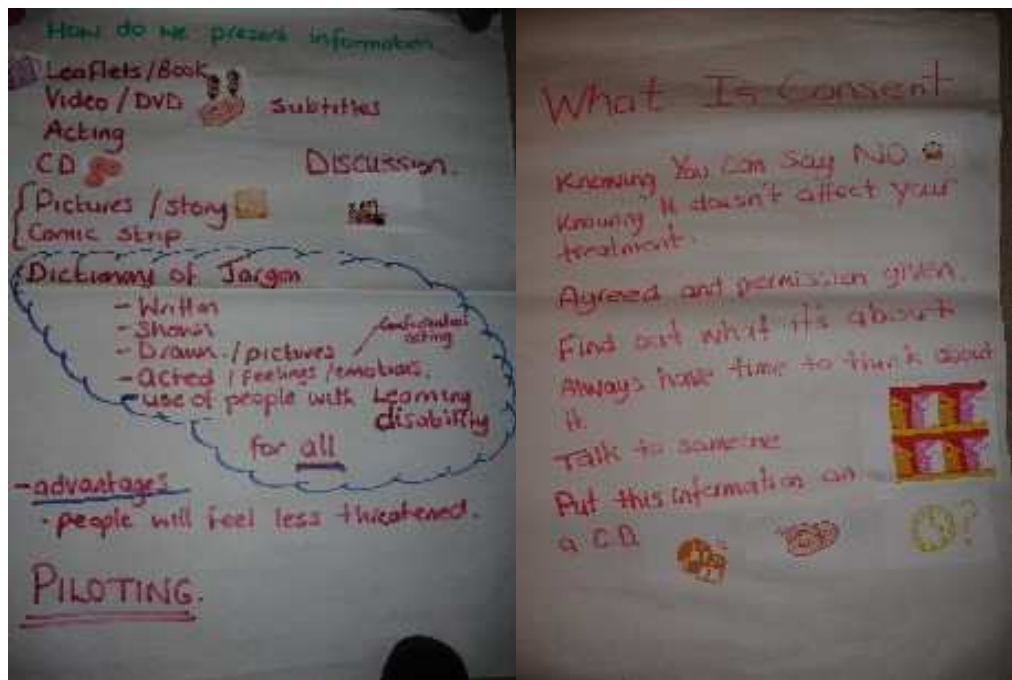 How do we present information
Leaflets/Book
Video / DVD
Subtitles
Acting
CD
Discussion.
Pictures / story
Comic strip
Dictionary of Jargon
- Written
- Shown
- Drawn / pictures
acting
- acted / feelings / emotions.
- use of people with Learning
disability
for all
- advantages
· people will feel less threatened.
PILOTING.
What Is Consent
Knowing You can say NO
Knowing it doesn't affect your
treatment.
Agreed and permission given.
Find out what it's about
Always have time to think about
it.
Talk to someone
Put this information on
a C.D.
?